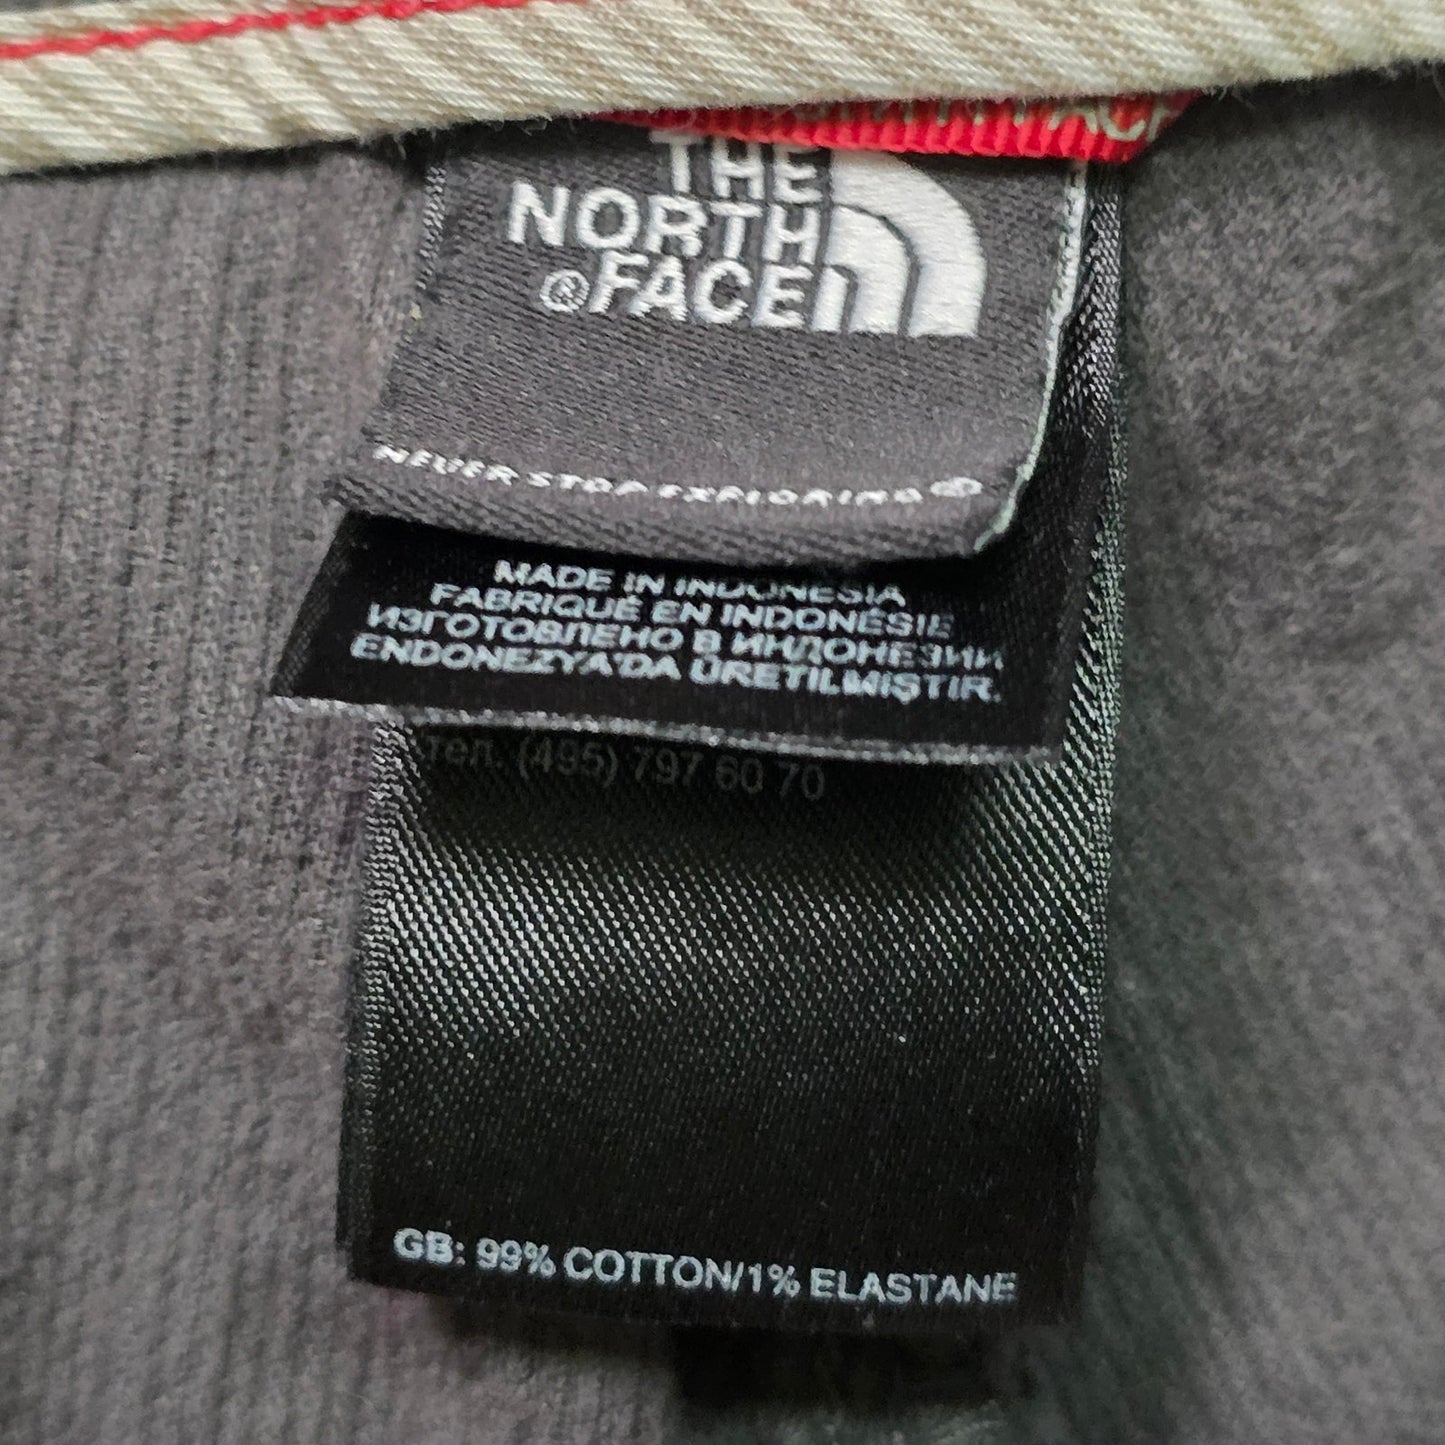 THE
NORTH
®FACE
NEVER STOP EXPLORING®
MADE IN INDONESIA
FABRIQUÉ EN INDONÉSIE
ИЗГОТОВЛЕНО В ИНДОНЕЗИИ
ENDONEZYA'DA ÜRETILMIŞTIR.
тел. (495) 797 60 70
GB: 99% COTTON/1% ELASTANE